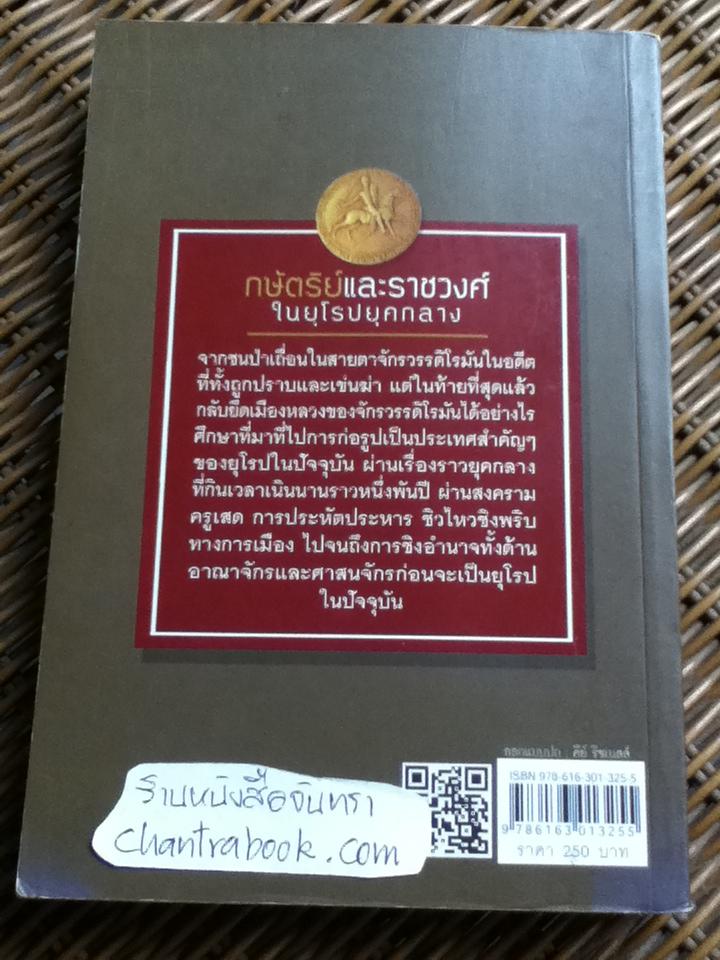 กษัตริย์และราชวงศ์
ในยุโรปยุคกลาง
จากชนป่าเถื่อนในสายตาจักรวรรดิโรมันในอดีต
ที่ทั้งถูกปราบและเข่นฆ่า แต่ในท้ายที่สุดแล้ว
กลับยึดเมืองหลวงของจักรวรรดิโรมันได้อย่างไร
ศึกษาที่มาที่ไปการก่อรูปเป็นประเทศสำคัญๆ
ของยุโรปในปัจจุบัน ผ่านเรื่องราวยุคกลาง
ที่กินเวลาเนินนานราวหนึ่งพันปี ผ่านสงคราม
ครูเสด การประหัตประหาร ชิวไหวชิงพริบ
ทางการเมือง ไปจนถึงการชิงอำนาจทั้งด้าน
อาณาจักรและศาสนจักรก่อนจะเป็นยุโรป
ในปัจจุบัน
ออกแบบปก :
ISBN 978-616-301-325-5
9 786163 013255
ราคา 250 บาท
ร้านหนังสือจันทรา
chantrabook.com